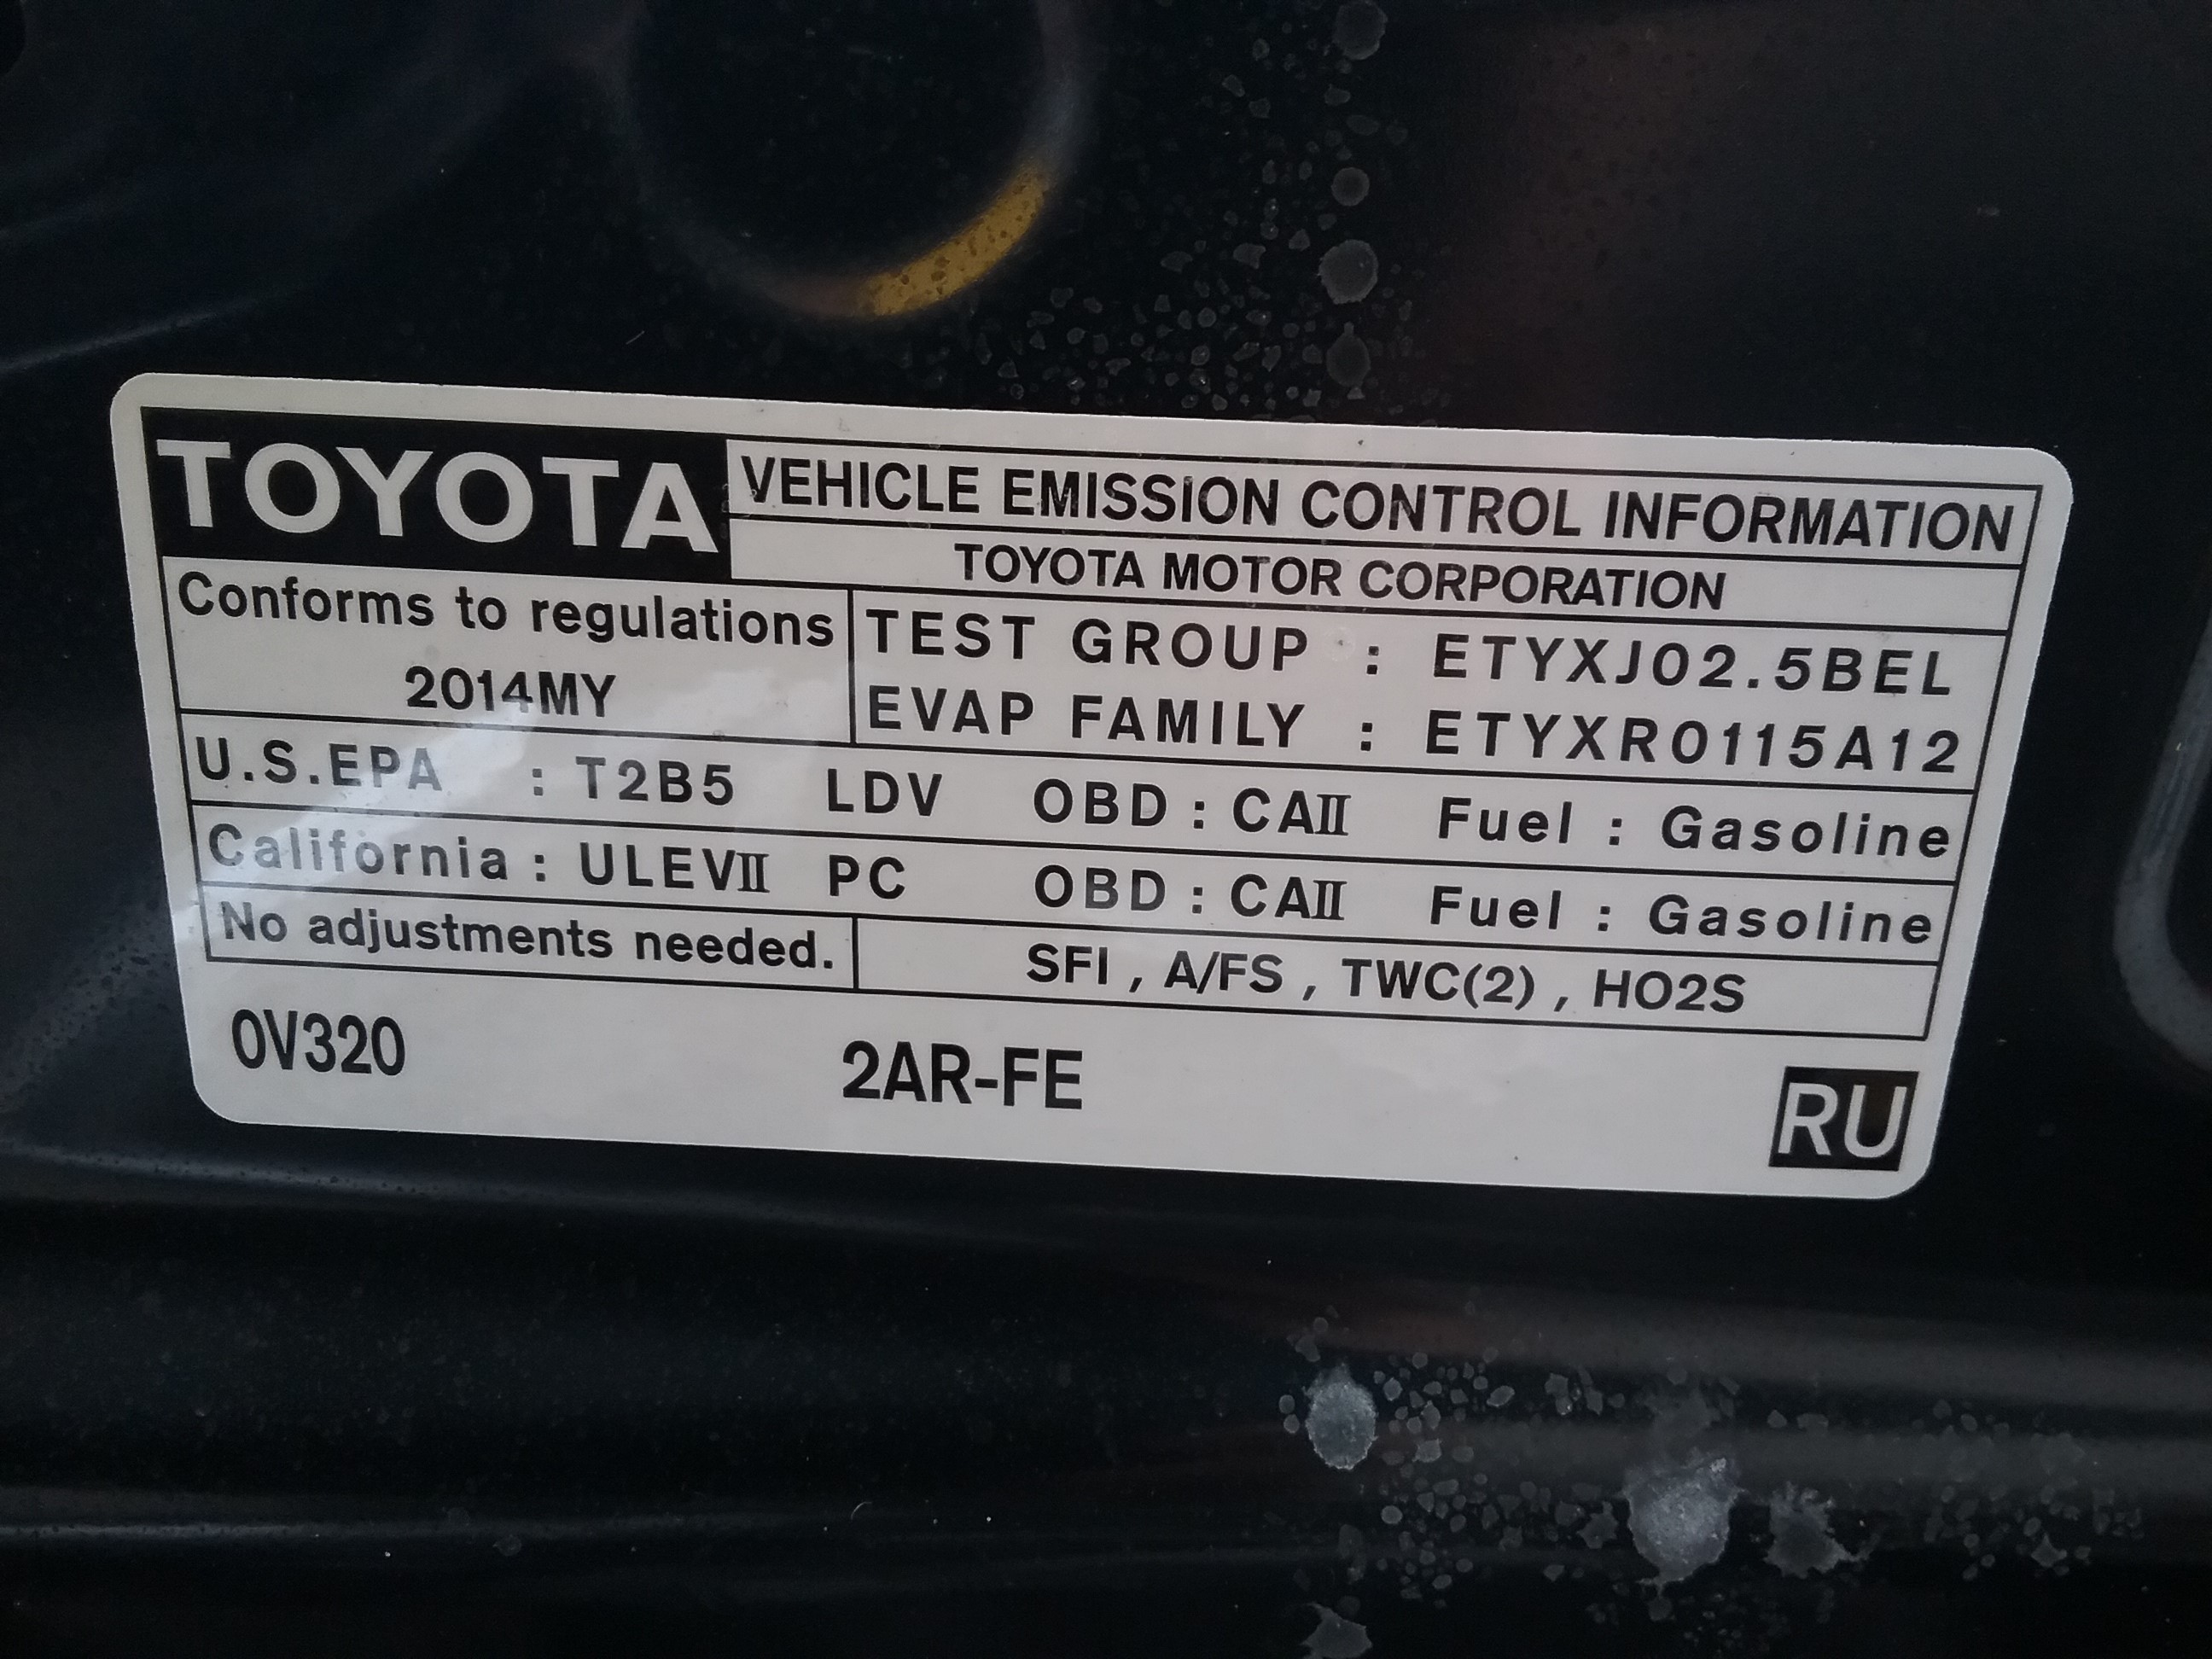 TOYOTA VEHICLE EMISSION CONTROL INFORMATION
TOYOTA MOTOR CORPORATION
Conforms to regulations
2014MY
TEST GROUP : ETYXJ02.5BEL
EVAP FAMILY : ETYXR0115A12
U.S.EPA : T2B5 LDV OBD : CAⅡ Fuel : Gasoline
California : ULEVⅡ PC OBD : CAⅡ Fuel : Gasoline
No adjustments needed. SFI , A/FS , TWC(2) , HO2S
0V320 2AR-FE RU